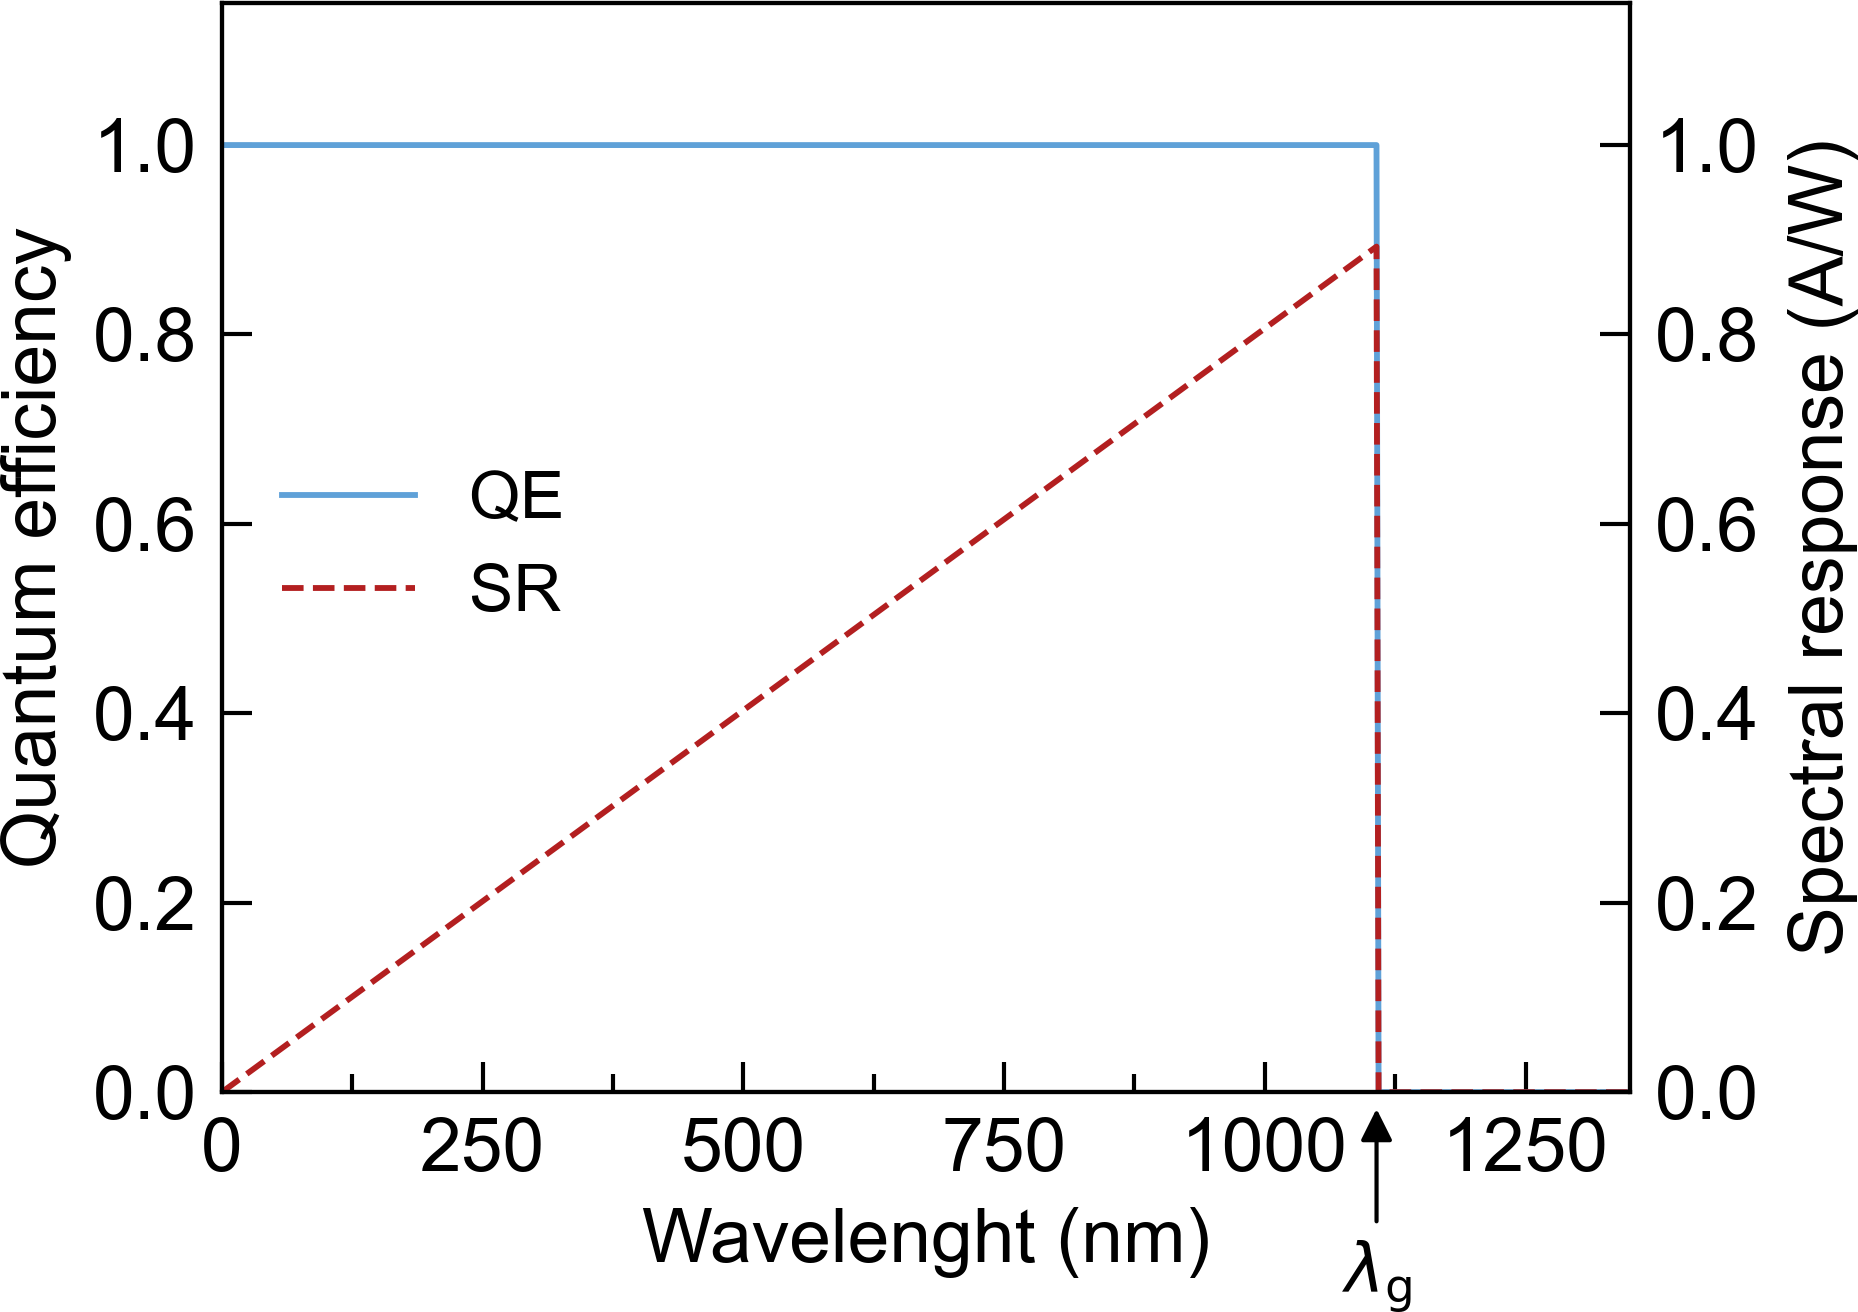 Quantum efficiency
1.0
0.8
0.6
0.4
0.2
0.0
QE
SR
1.0
0.8
0.6
0.4
0.2
0.0
Spectral response (A/W)
0 250 500 750 1000 1250
Wavelenght (nm)
λg